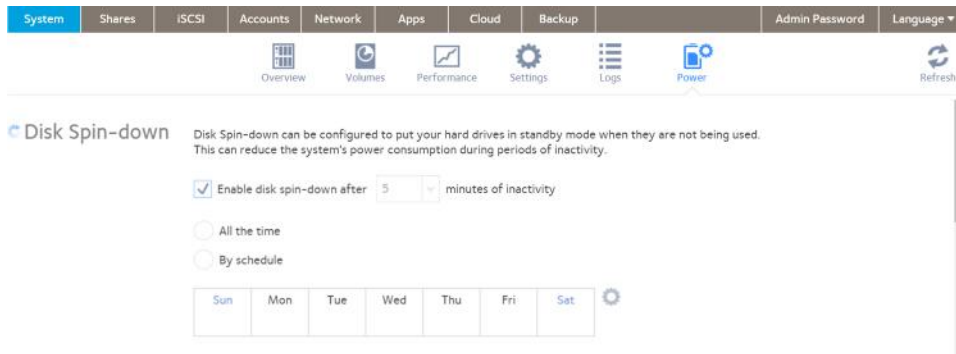 System Shares iSCSI Accounts Network Apps Cloud Backup Admin Password Language
Overview Volumes Performance Settings Logs Power Refresh
Disk Spin-down
Disk Spin-down can be configured to put your hard drives in standby mode when they are not being used.
This can reduce the system's power consumption during periods of inactivity.
Enable disk spin-down after 5 minutes of inactivity
All the time
By schedule
Sun Mon Tue Wed Thu Fri Sat